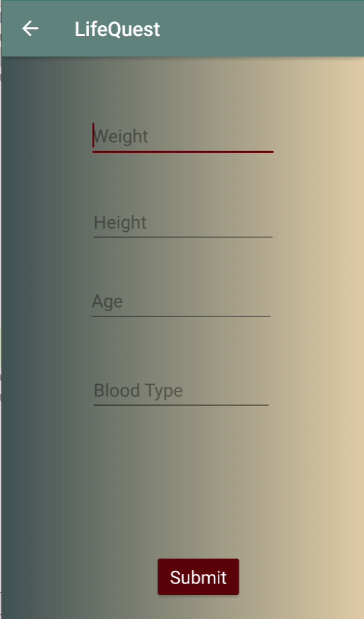 LifeQuest
Weight
Height
Age
Blood Type
Submit